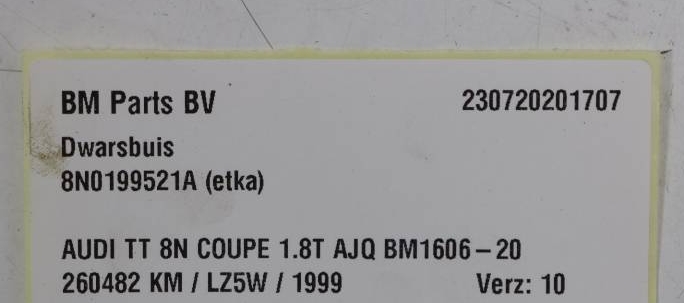 BM Parts BV 230720201707
Dwarsbuis
8N0199521A (etka)
AUDI TT 8N COUPE 1.8T AJQ BM1606-20
260482 KM / LZ5W / 1999 Verz: 10